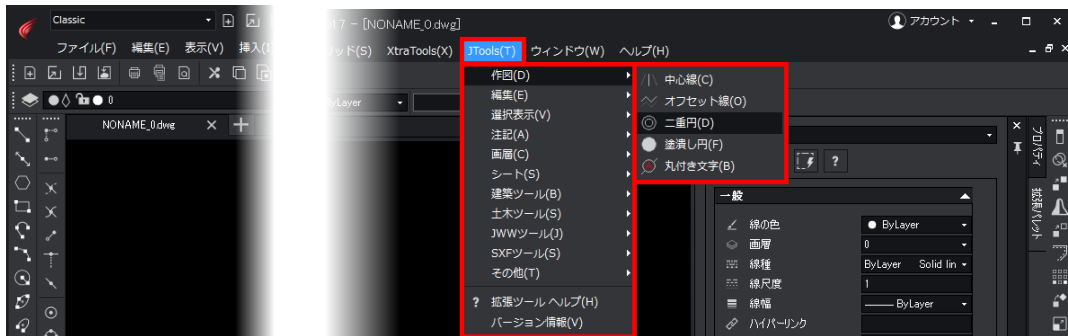 Classic
17 - [NONAME_0.dwg]
アカウント
ファイル(F) 編集(E) 表示(V) 挿入(I
リッド(S) XtraTools(X) JTools(T) ウィンドウ(W) ヘルプ(H)
0
yLayer
NONAME_0.dwg
作図(D)
編集(E)
選択表示(V)
注記(A)
画層(C)
シート(S)
建築ツール(B)
土木ツール(S)
JWWツール(J)
SXFツール(S)
その他(T)
? 拡張ツール ヘルプ(H)
バージョン情報(V)
中心線(C)
オフセット線(O)
二重円(D)
塗潰し円(F)
丸付き文字(B)
?
一般
線の色 ByLayer
画層 0
線種 ByLayer Solid lin
線尺度 1
線幅 ByLayer
ハイパーリンク
プロパティ
拡張パレット